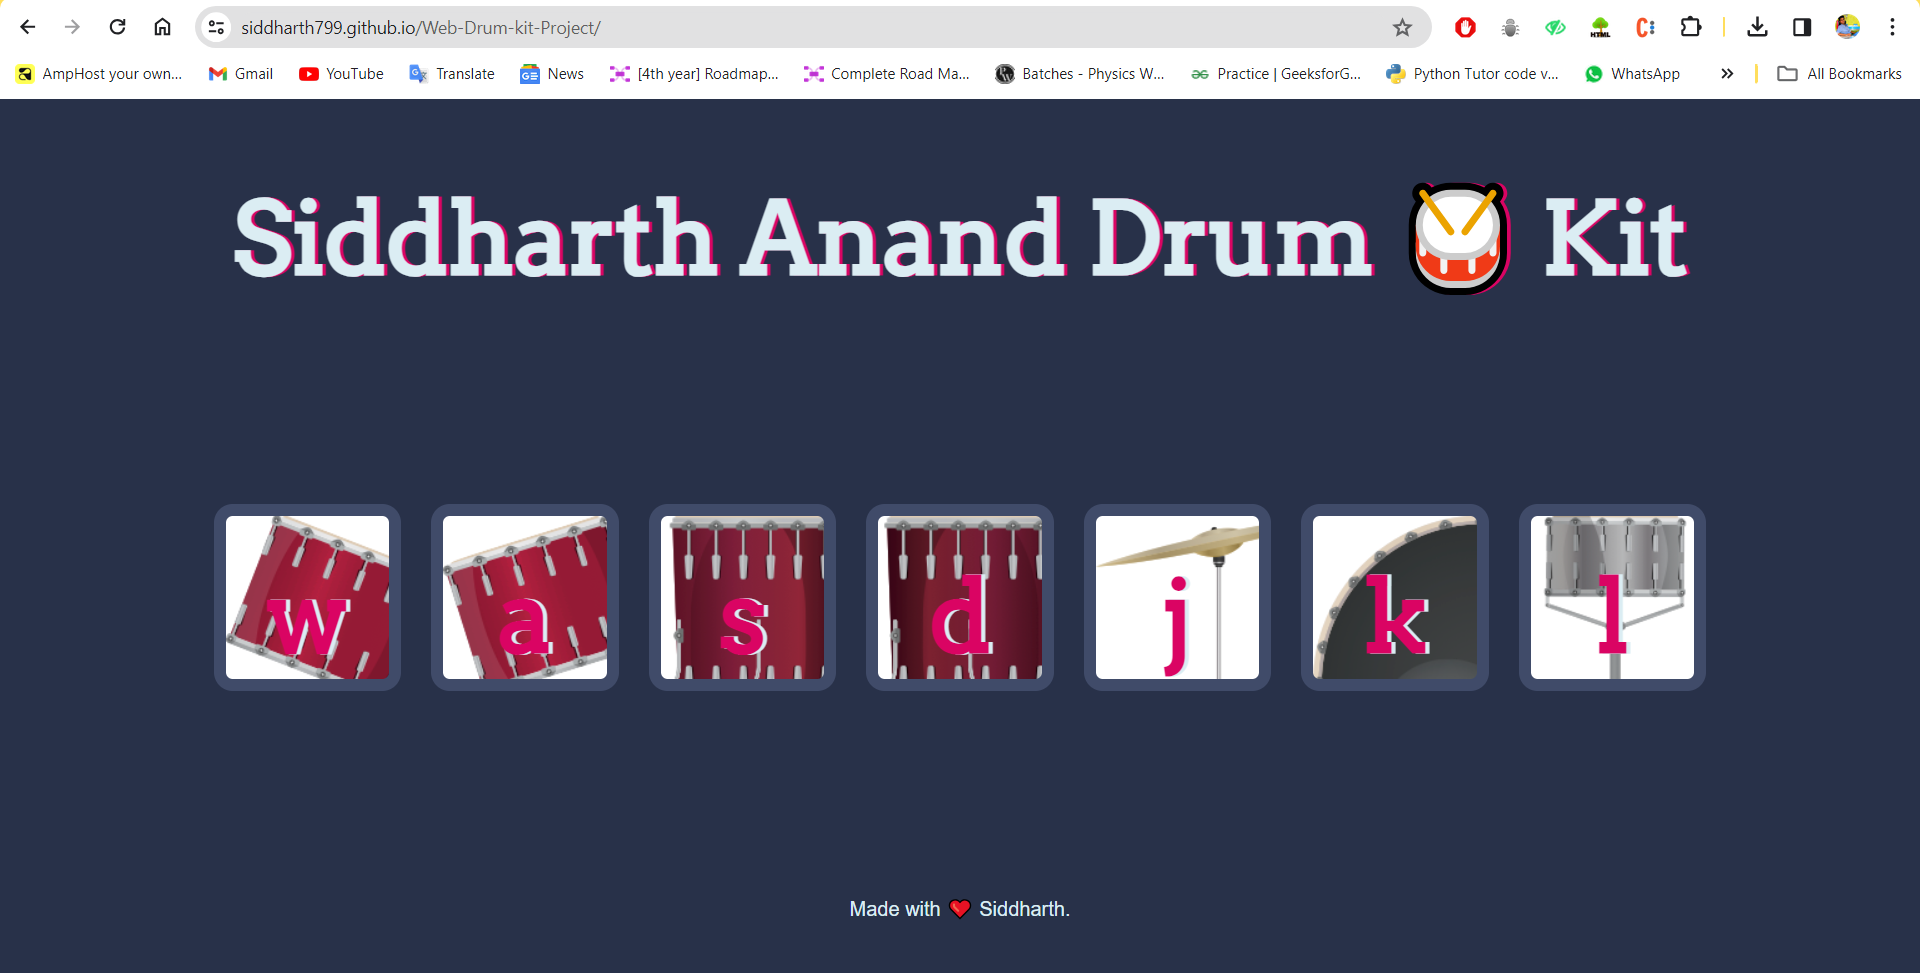 siddharth799.github.io/Web-Drum-kit-Project/
HTML
AmpHost your own... Gmail YouTube Translate News [4th year] Roadmap... Complete Road Ma... Batches - Physics W... Practice | GeeksforG... Python Tutor code v... WhatsApp » All Bookmarks
Siddharth Anand Drum 🥁 Kit
w a s d j k l
Made with ❤️ Siddharth.